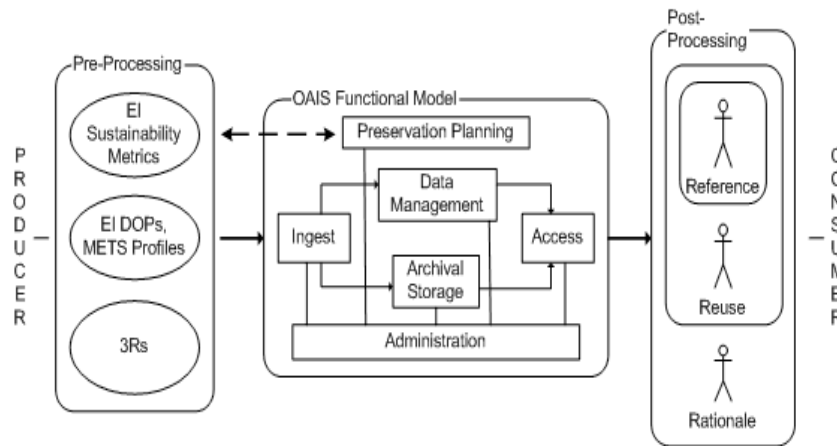 Pre-Processing
EI
Sustainability
Metrics
EI DOPs,
METS Profiles
3Rs
PRODUCER
OAIS Functional Model
Preservation Planning
Data
Management
Ingest
Access
Archival
Storage
Administration
Post-
Processing
Reference
Reuse
Rationale
CONSUMER